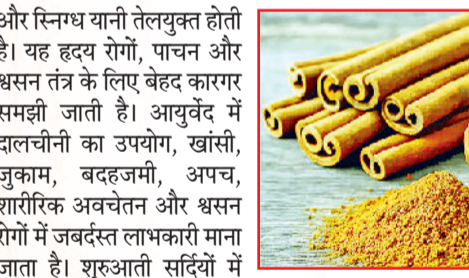 और स्निग्ध यानी तेलयुक्त होती
है। यह हृदय रोगों, पाचन और
श्वसन तंत्र के लिए बेहद कारगर
समझी जाती है। आयुर्वेद में
दालचीनी का उपयोग, खांसी,
जुकाम, बदहजमी, अपच,
शारीरिक अवचेतन और श्वसन
रोगों में जबर्दस्त लाभकारी माना
जाता है। शुरुआती सर्दियों में